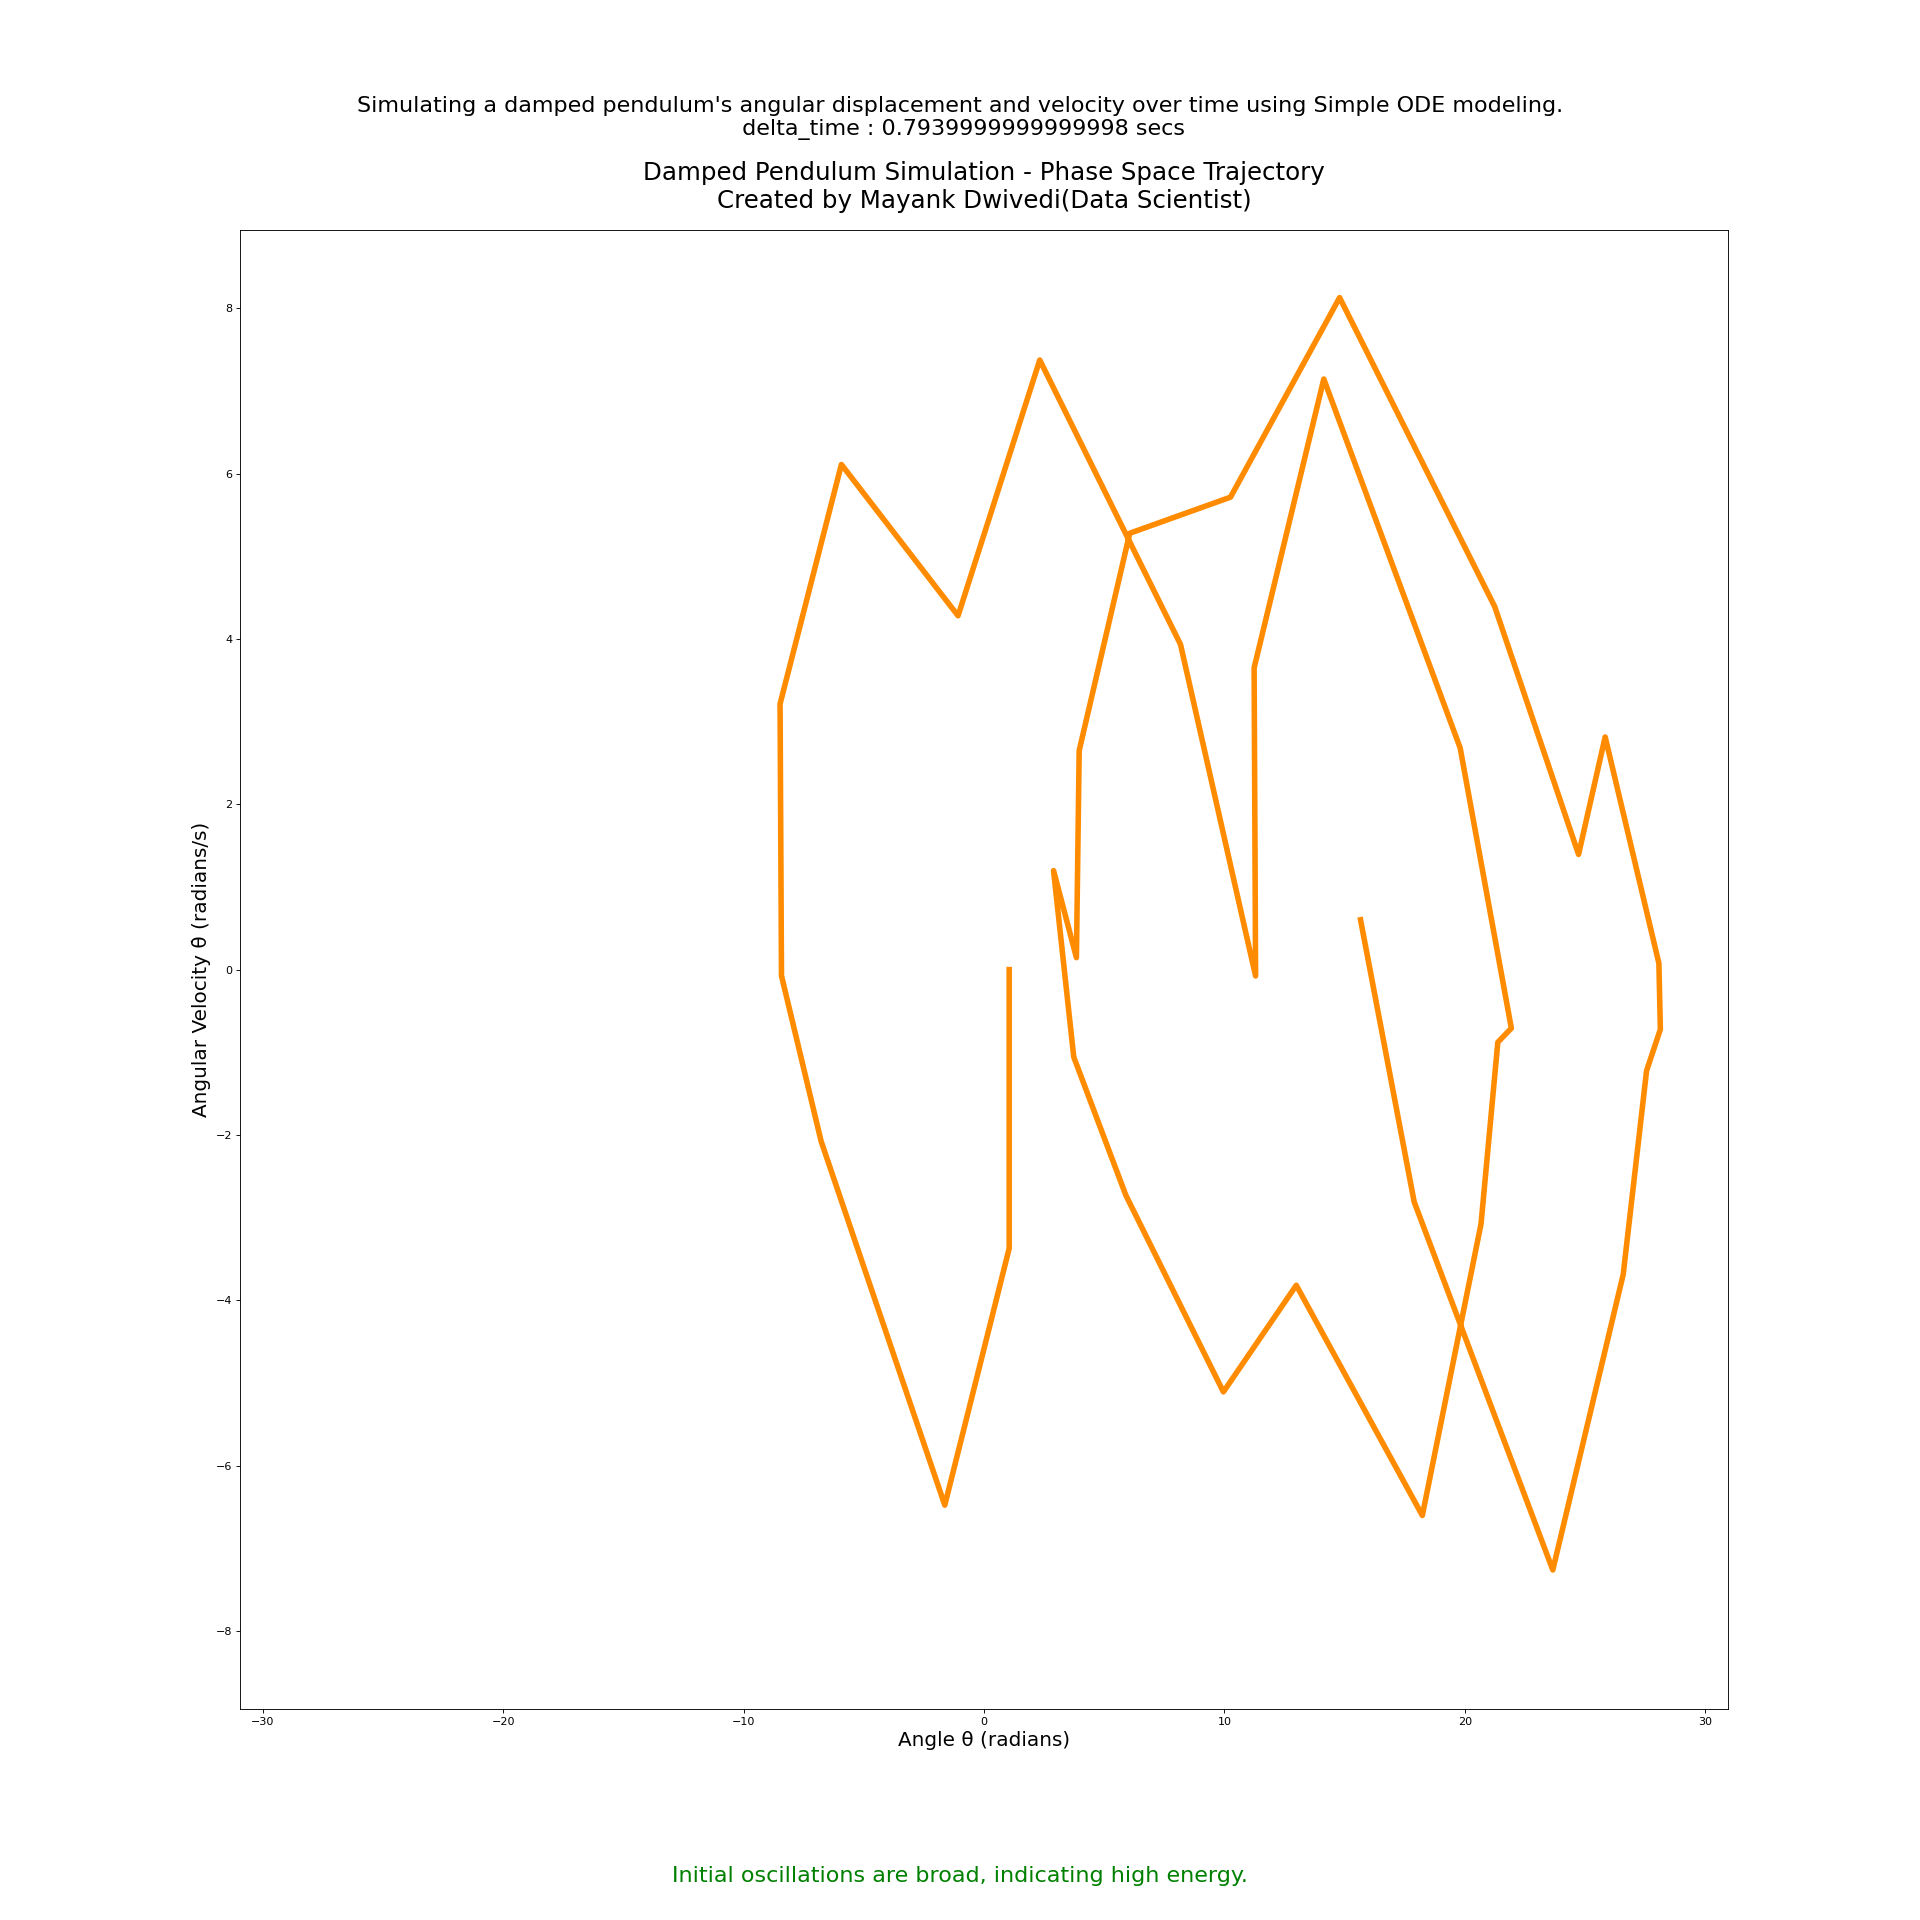 Simulating a damped pendulum's angular displacement and velocity over time using Simple ODE modeling.
delta_time : 0.7939999999999998 secs
Damped Pendulum Simulation - Phase Space Trajectory
Created by Mayank Dwivedi(Data Scientist)
Angular Velocity θ (radians/s)
8
6
4
2
0
−2
−4
−6
−8
−30
−20
−10
0
10
20
30
Angle θ (radians)
Initial oscillations are broad, indicating high energy.